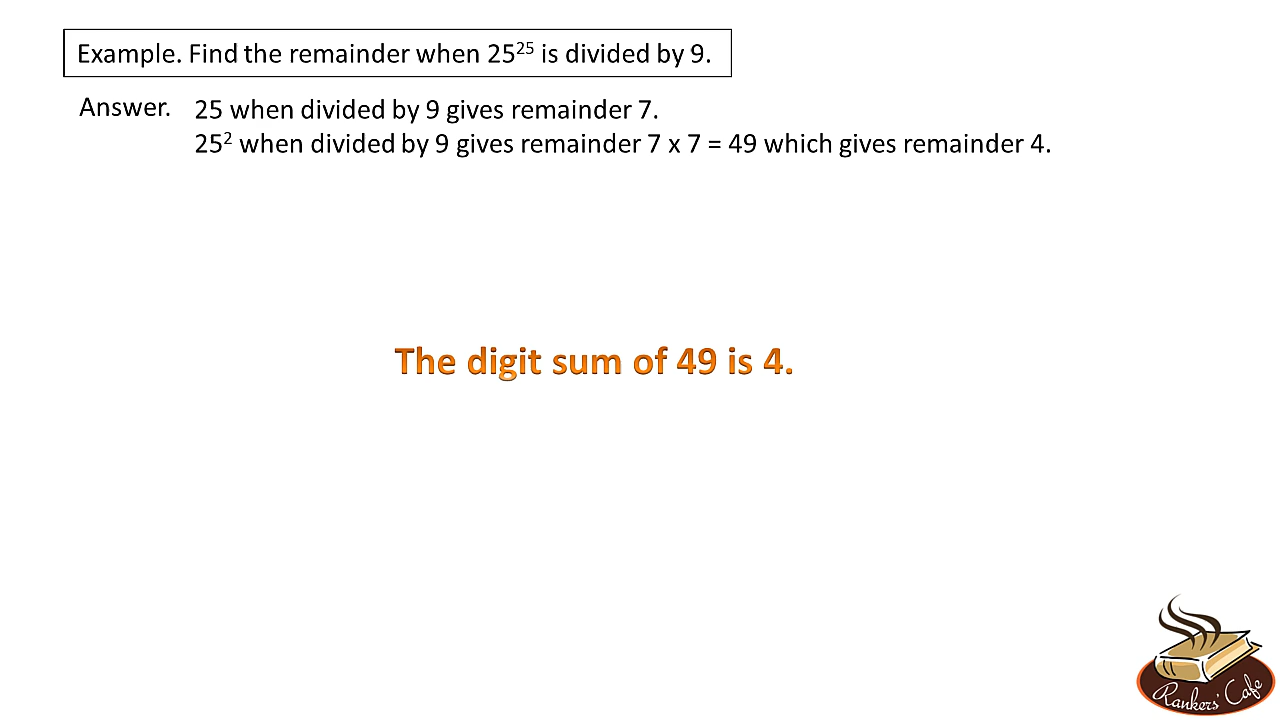 Example. Find the remainder when 25²⁵ is divided by 9.
Answer. 25 when divided by 9 gives remainder 7.
25² when divided by 9 gives remainder 7 x 7 = 49 which gives remainder 4.
The digit sum of 49 is 4.
Rankers' Cafe